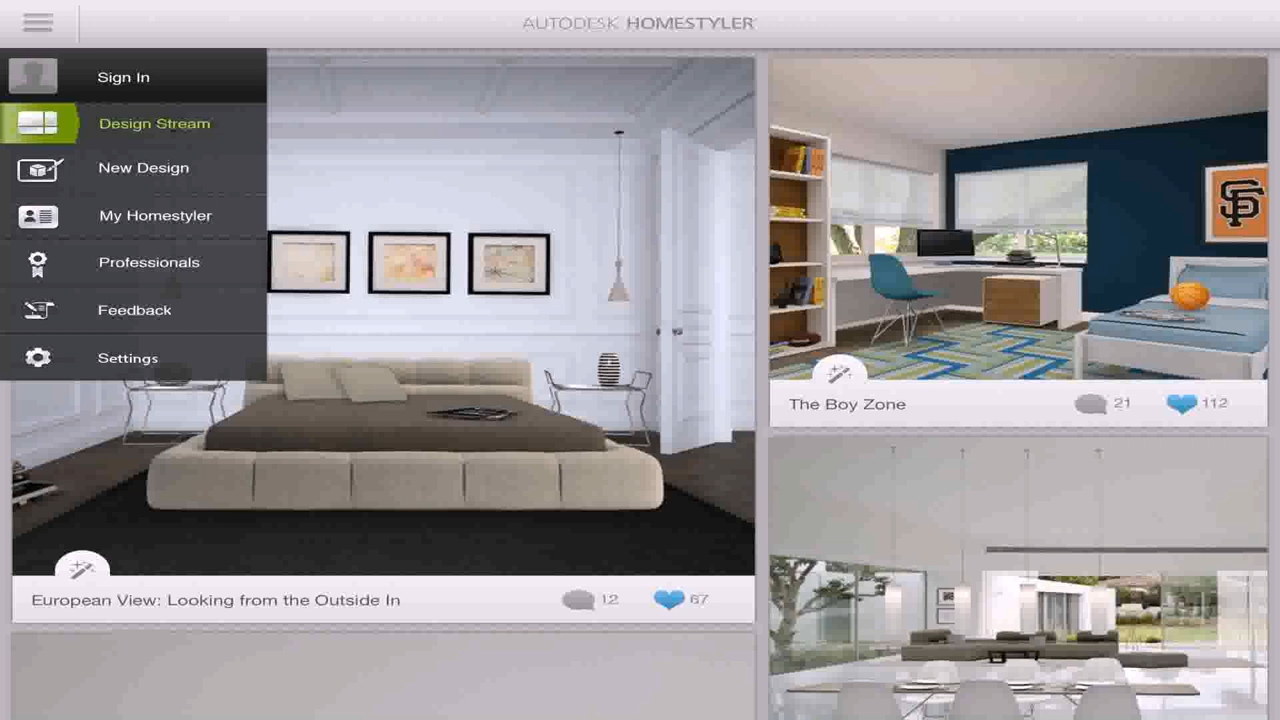 AUTODESK HOMESTYLER
Sign In
Design Stream
New Design
My Homestyler
Professionals
Feedback
Settings
SF
The Boy Zone
21
112
European View: Looking from the Outside In
12
67